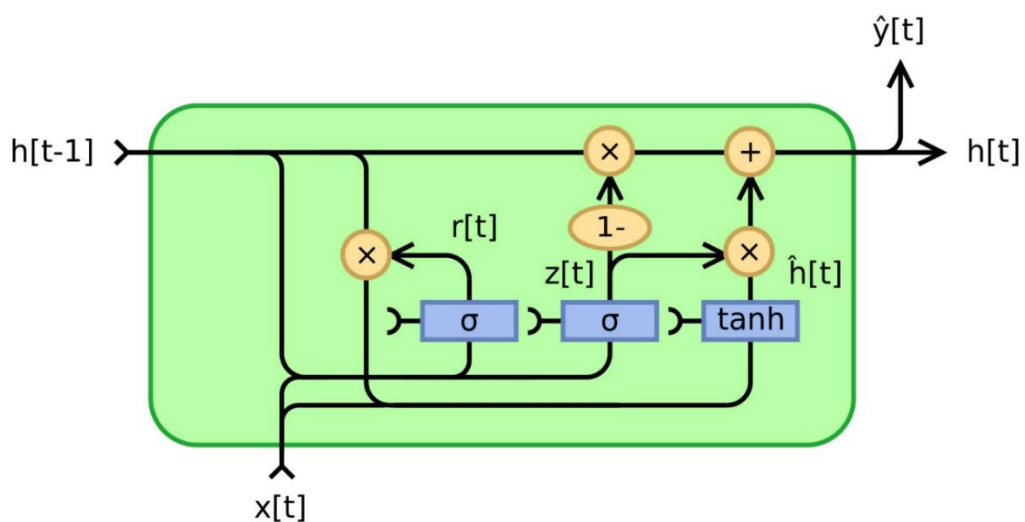 ŷ[t]
h[t-1]
×
+
h[t]
1-
r[t]
×
z[t]
×
ĥ[t]
σ
σ
tanh
x[t]